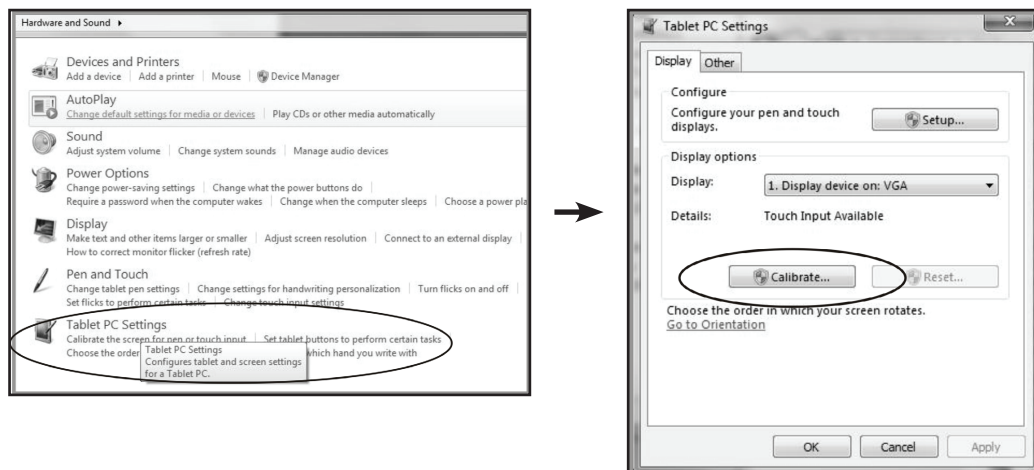 Hardware and Sound
Devices and Printers
Add a device Add a printer Mouse Device Manager
AutoPlay
Change default settings for media or devices Play CDs or other media automatically
Sound
Adjust system volume Change system sounds Manage audio devices
Power Options
Change power-saving settings Change what the power buttons do
Require a password when the computer wakes Change when the computer sleeps Choose a power pla
Display
Make text and other items larger or smaller Adjust screen resolution Connect to an external display
How to correct monitor flicker (refresh rate)
Pen and Touch
Change tablet pen settings Change settings for handwriting personalization Turn flicks on and off
Set flicks to perform certain tasks Change touch input settings
Tablet PC Settings
Calibrate the screen for pen or touch input Set tablet buttons to perform certain tasks
Choose the order which hand you write with
Tablet PC Settings
Configures tablet and screen settings
for a Tablet PC.
Tablet PC Settings
Display Other
Configure
Configure your pen and touch
displays.
Setup...
Display options
Display: 1. Display device on: VGA
Details: Touch Input Available
Calibrate... Reset...
Choose the order in which your screen rotates.
Go to Orientation
OK Cancel Apply